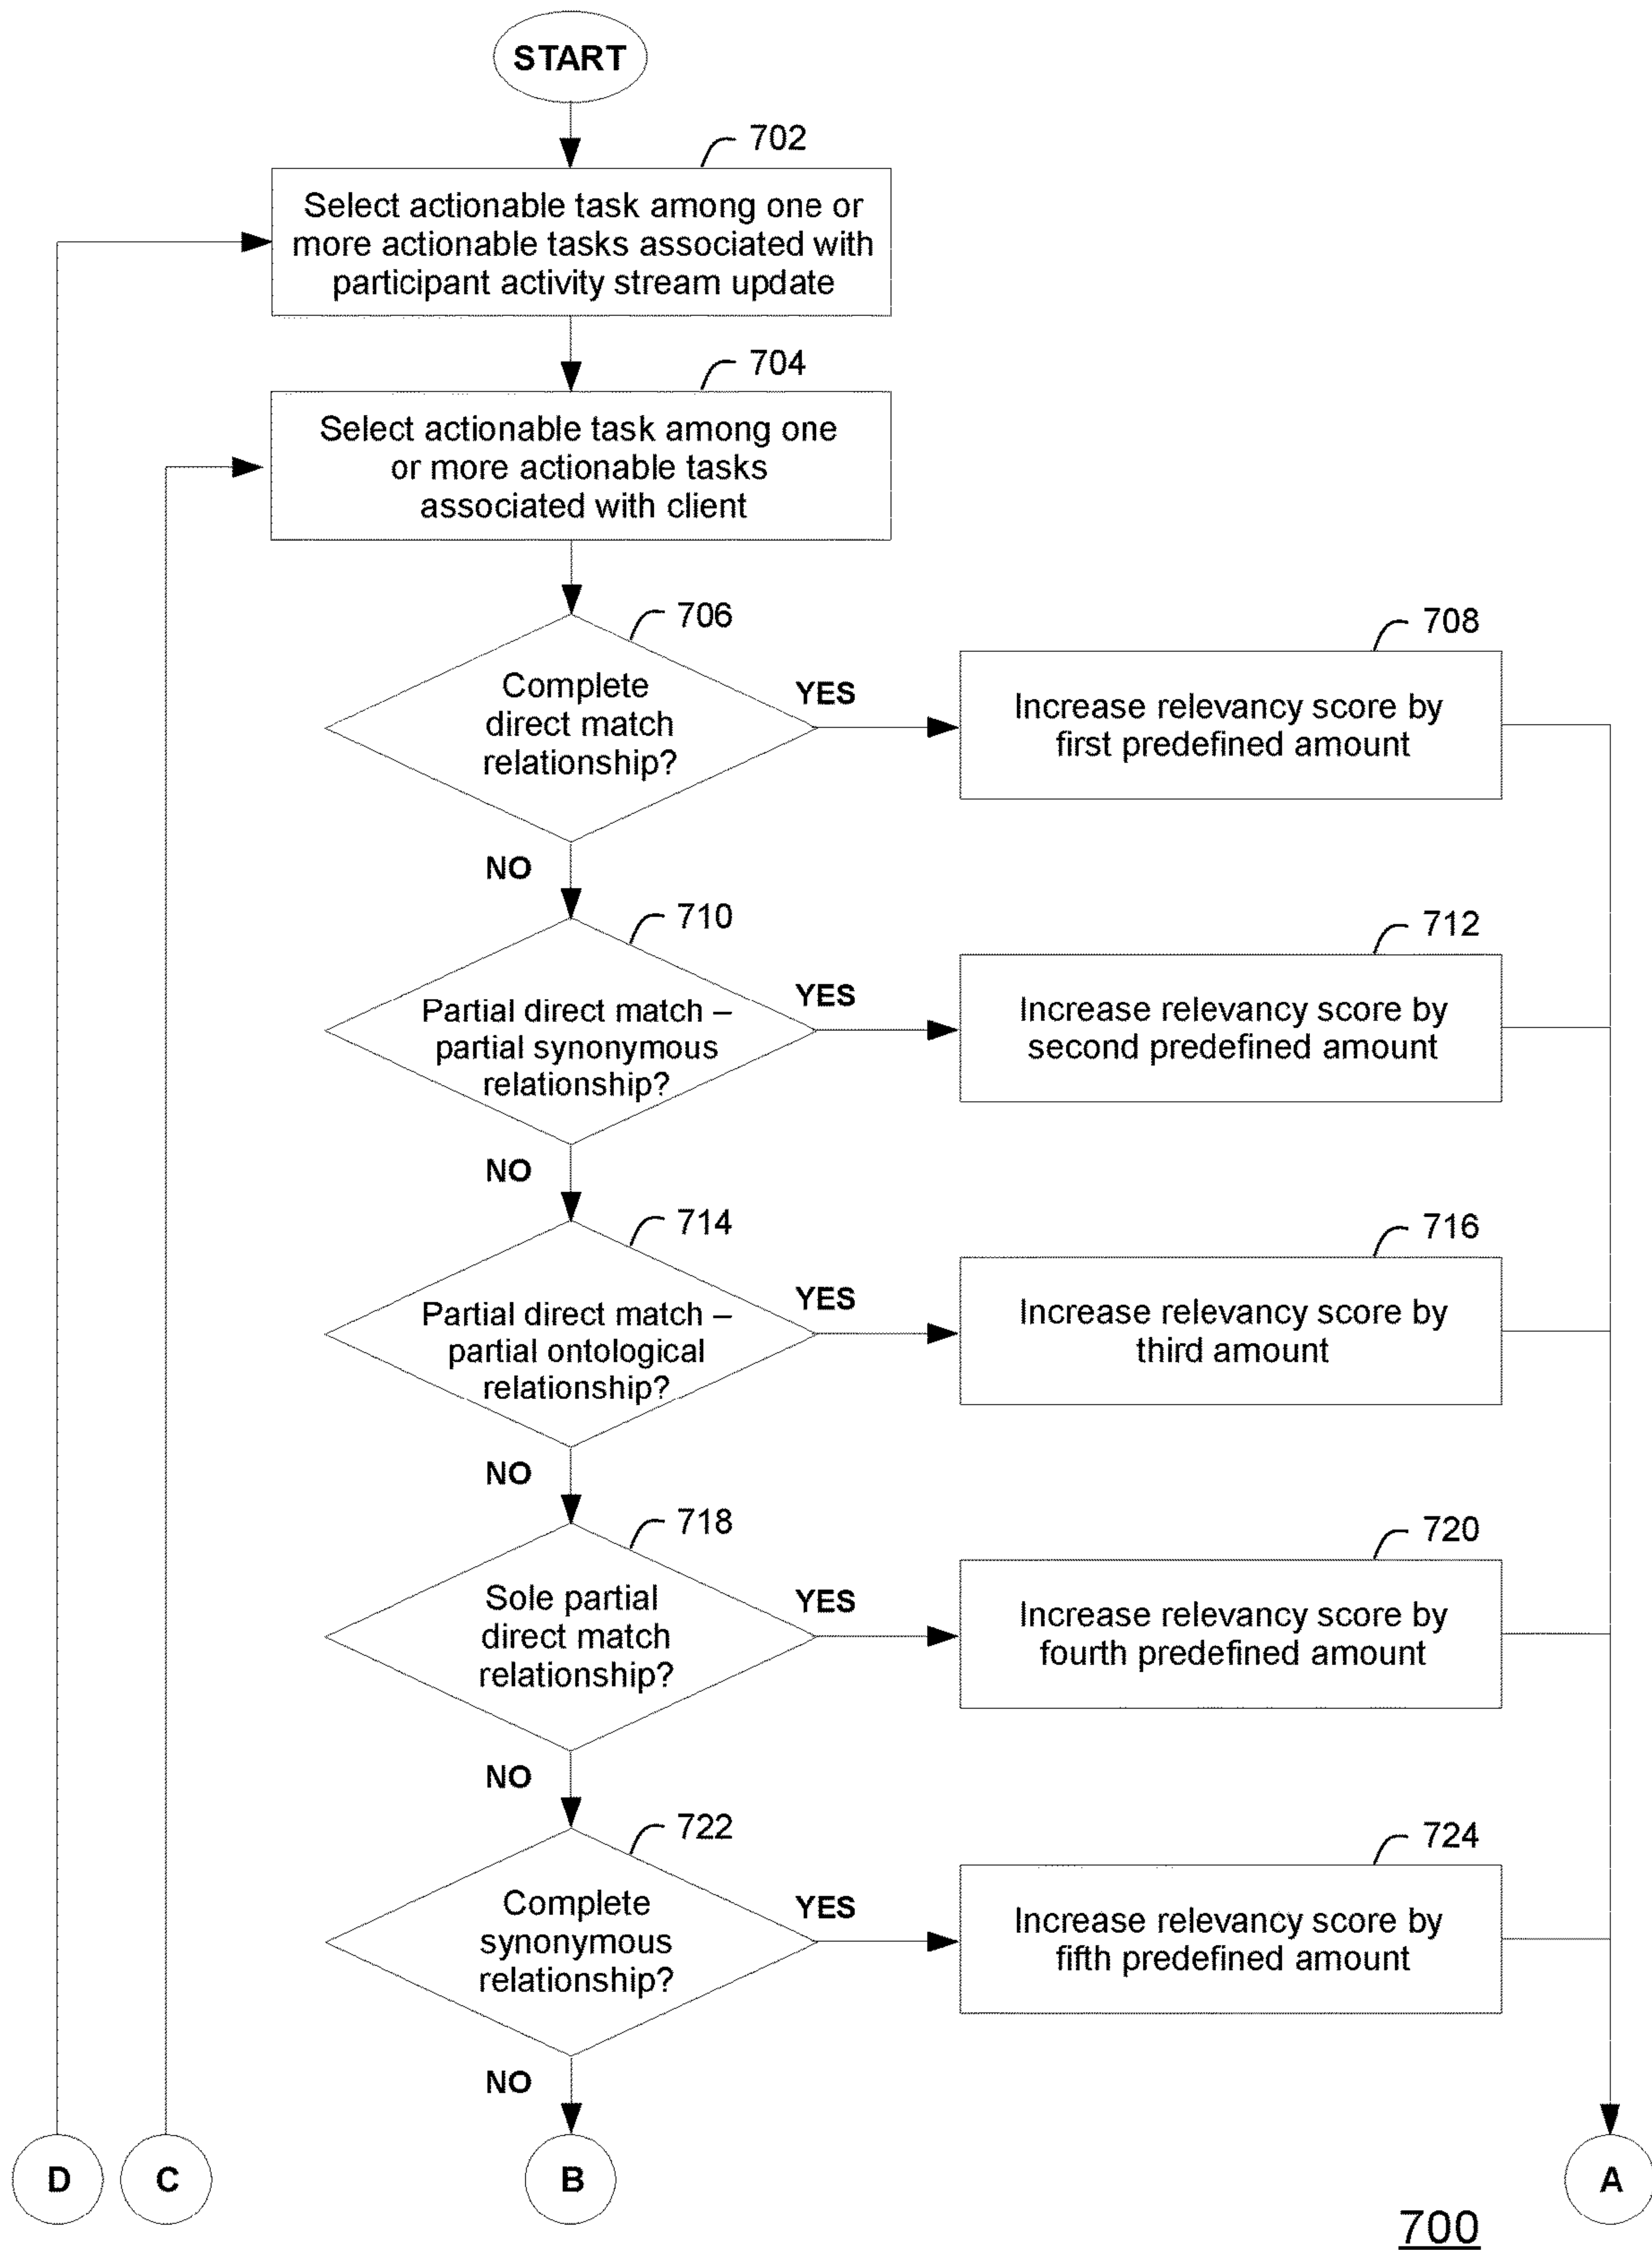 START
702
Select actionable task among one or
more actionable tasks associated with
participant activity stream update
704
Select actionable task among one
or more actionable tasks
associated with client
706
Complete
direct match
relationship?
YES
708
Increase relevancy score by
first predefined amount
NO
710
Partial direct match –
partial synonymous
relationship?
YES
712
Increase relevancy score by
second predefined amount
NO
714
Partial direct match –
partial ontological
relationship?
YES
716
Increase relevancy score by
third amount
NO
718
Sole partial
direct match
relationship?
YES
720
Increase relevancy score by
fourth predefined amount
NO
722
Complete
synonymous
relationship?
YES
724
Increase relevancy score by
fifth predefined amount
NO
D
C
B
A
700